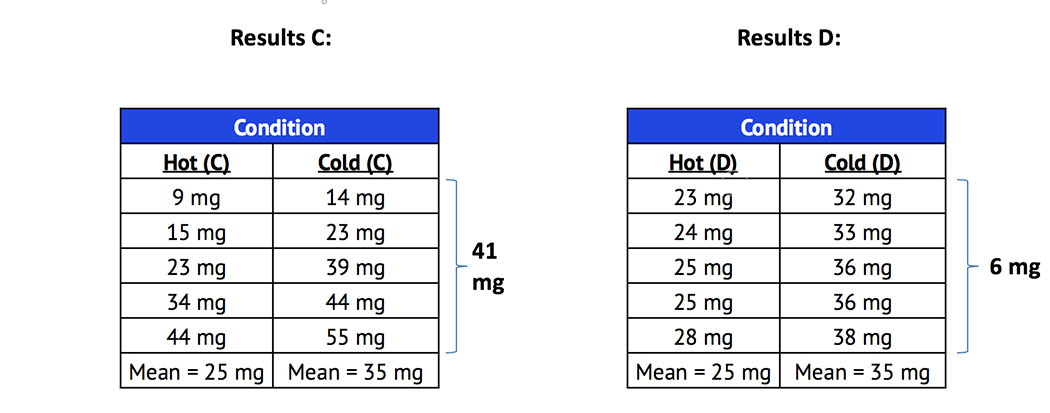 Results C:
Results D:
Condition
Hot (C) Cold (C)
9 mg 14 mg
15 mg 23 mg
23 mg 39 mg
34 mg 44 mg
44 mg 55 mg
Mean = 25 mg Mean = 35 mg
41
mg
Condition
Hot (D) Cold (D)
23 mg 32 mg
24 mg 33 mg
25 mg 36 mg
25 mg 36 mg
28 mg 38 mg
Mean = 25 mg Mean = 35 mg
6 mg